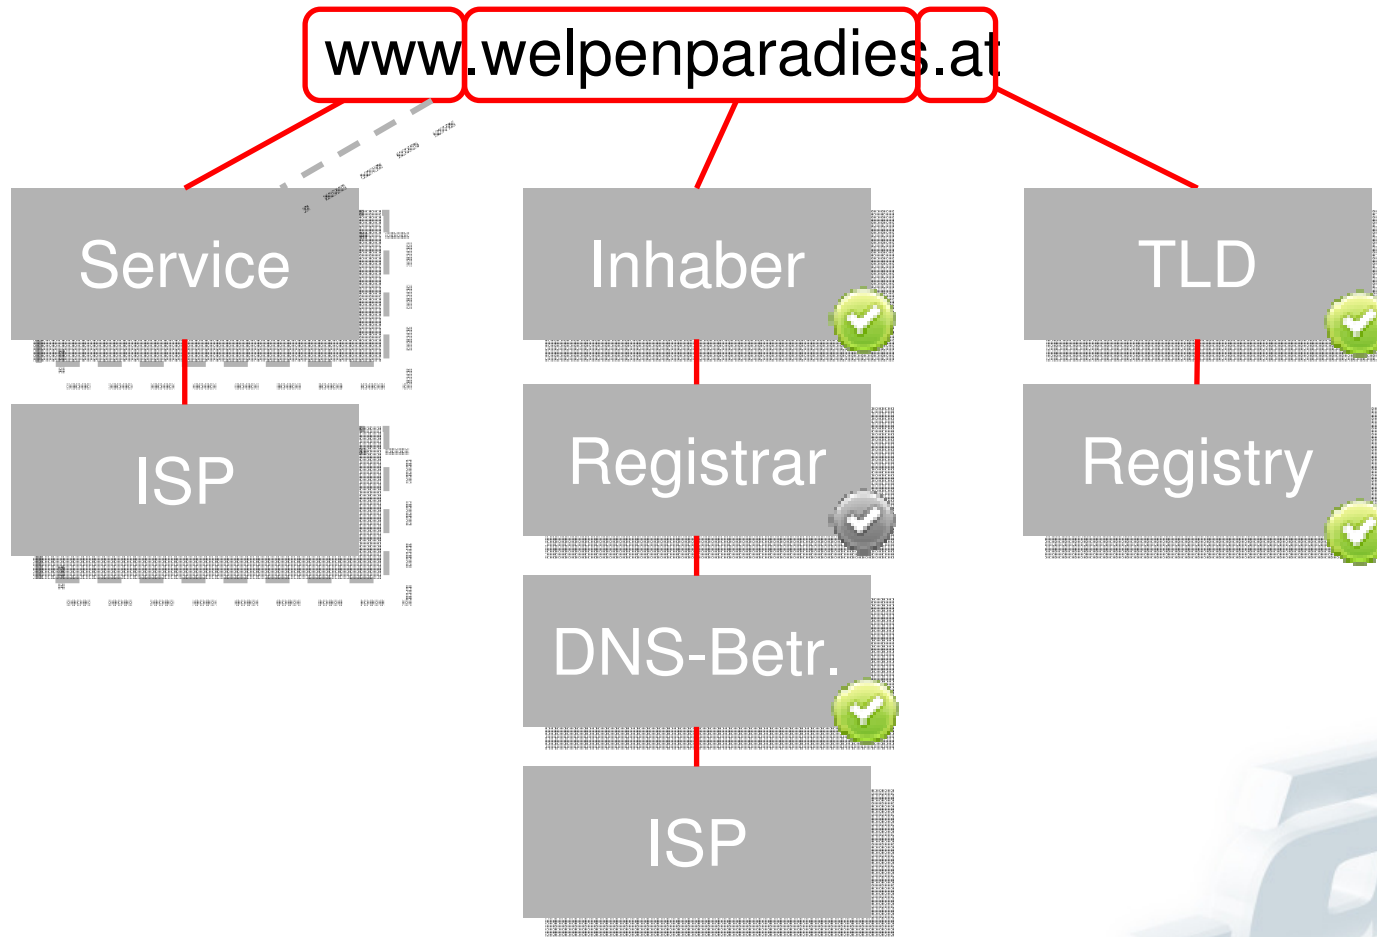 www.welpenparadies.at
Service
Inhaber
TLD
ISP
Registrar
Registry
DNS-Betr.
ISP